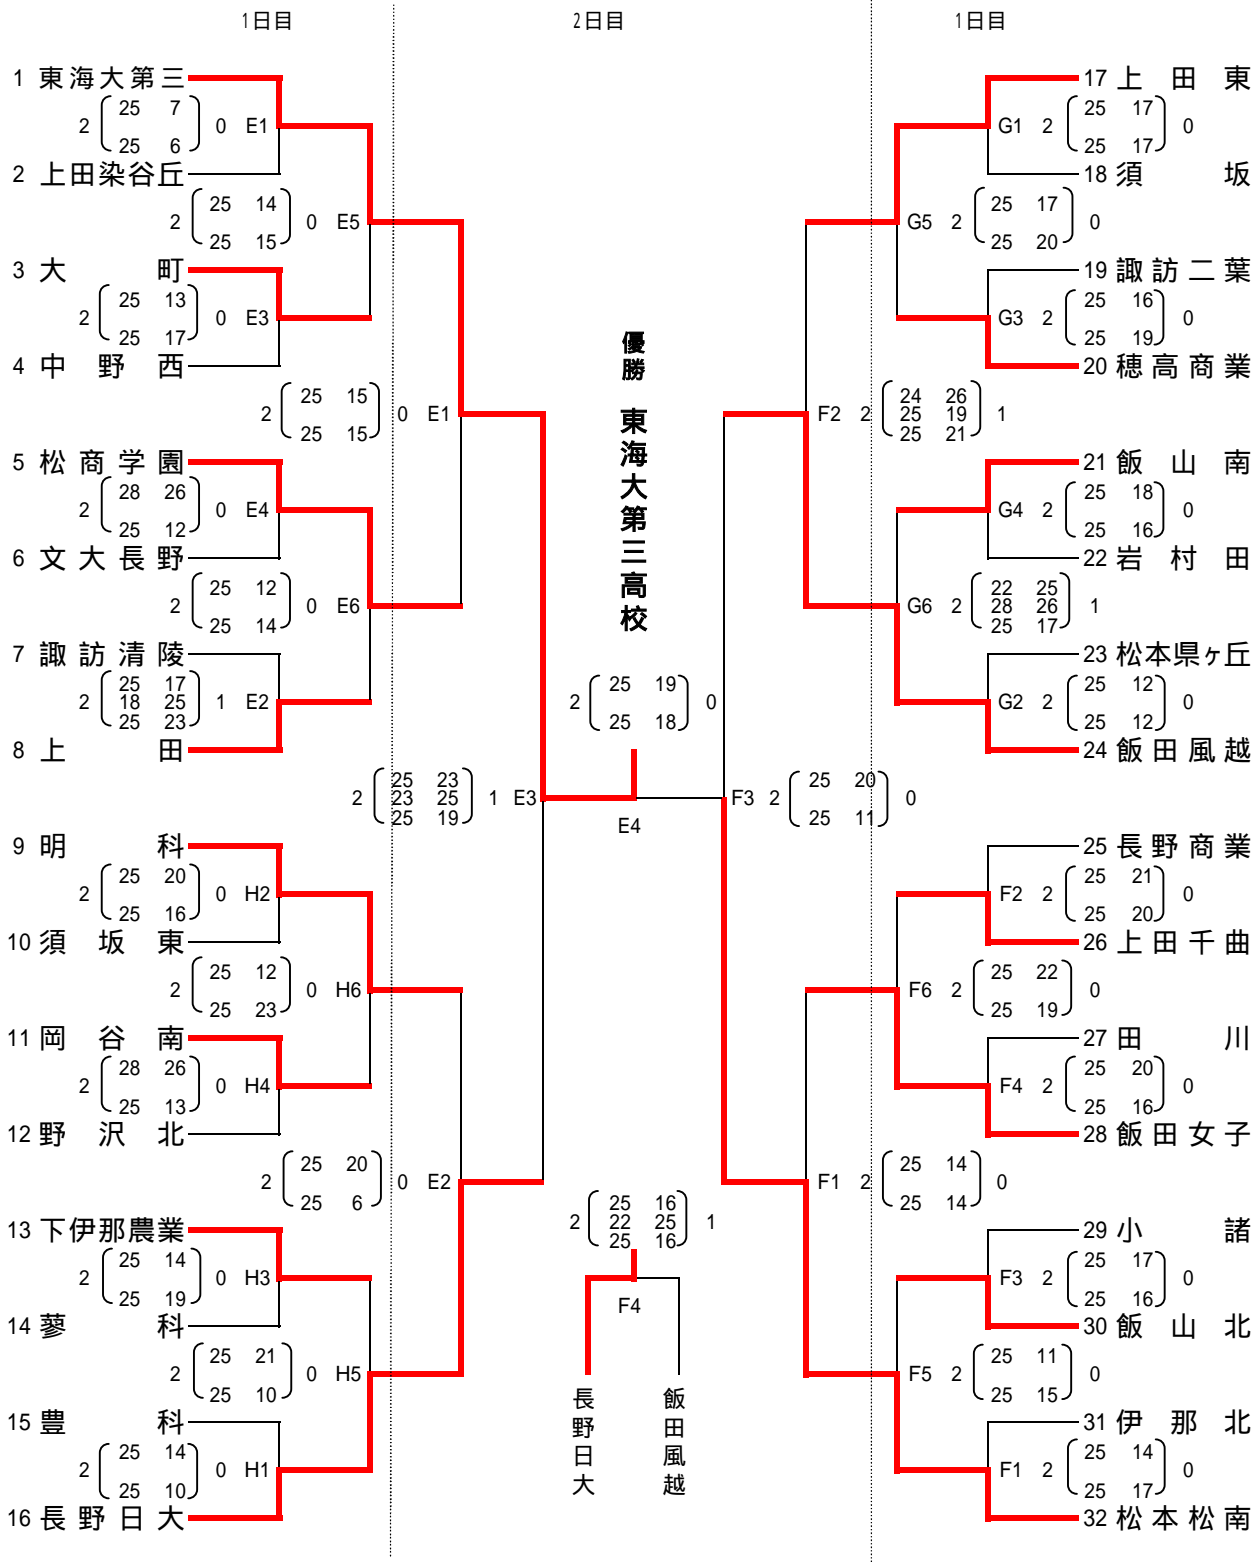 1日目
2日目
1日目
1 東海大第三
2 25 7 0 E1
25 6
2 上田染谷丘
2 25 14 0 E5
25 15
3 大町
2 25 13 0 E3
25 17
4 中野西
2 25 15 0 E1
25 15
5 松商学園
2 28 26 0 E4
25 12
6 文大長野
2 25 12 0 E6
25 14
7 諏訪清陵
25 17
2 18 25 1 E2
25 23
8 上田
25 23
2 23 25 1 E3
25 19
9 明科
2 25 20 0 H2
25 16
10 須坂東
2 25 12 0 H6
25 23
11 岡谷南
2 28 26 0 H4
25 13
12 野沢北
2 25 20 0 E2
25 6
13 下伊那農業
2 25 14 0 H3
25 19
14 蓼科
2 25 21 0 H5
25 10
15 豊科
2 25 14 0 H1
25 10
16 長野日大
優勝 東海大第三高校
2 25 19 0
25 18
E4
25 16
2 22 25 1
25 16
F4
長野日大
飯田風越
17 上田東
G1 2 25 17 0
25 17
18 須坂
G5 2 25 17 0
25 20
19 諏訪二葉
G3 2 25 16 0
25 19
20 穂高商業
24 26
F2 2 25 19 1
25 21
21 飯山南
G4 2 25 18 0
25 16
22 岩村田
22 25
G6 2 28 26 1
25 17
23 松本県ヶ丘
G2 2 25 12 0
25 12
24 飯田風越
F3 2 25 20 0
25 11
25 長野商業
F2 2 25 21 0
25 20
26 上田千曲
F6 2 25 22 0
25 19
27 田川
F4 2 25 20 0
25 16
28 飯田女子
F1 2 25 14 0
25 14
29 小諸
F3 2 25 17 0
25 16
30 飯山北
F5 2 25 11 0
25 15
31 伊那北
F1 2 25 14 0
25 17
32 松本松南